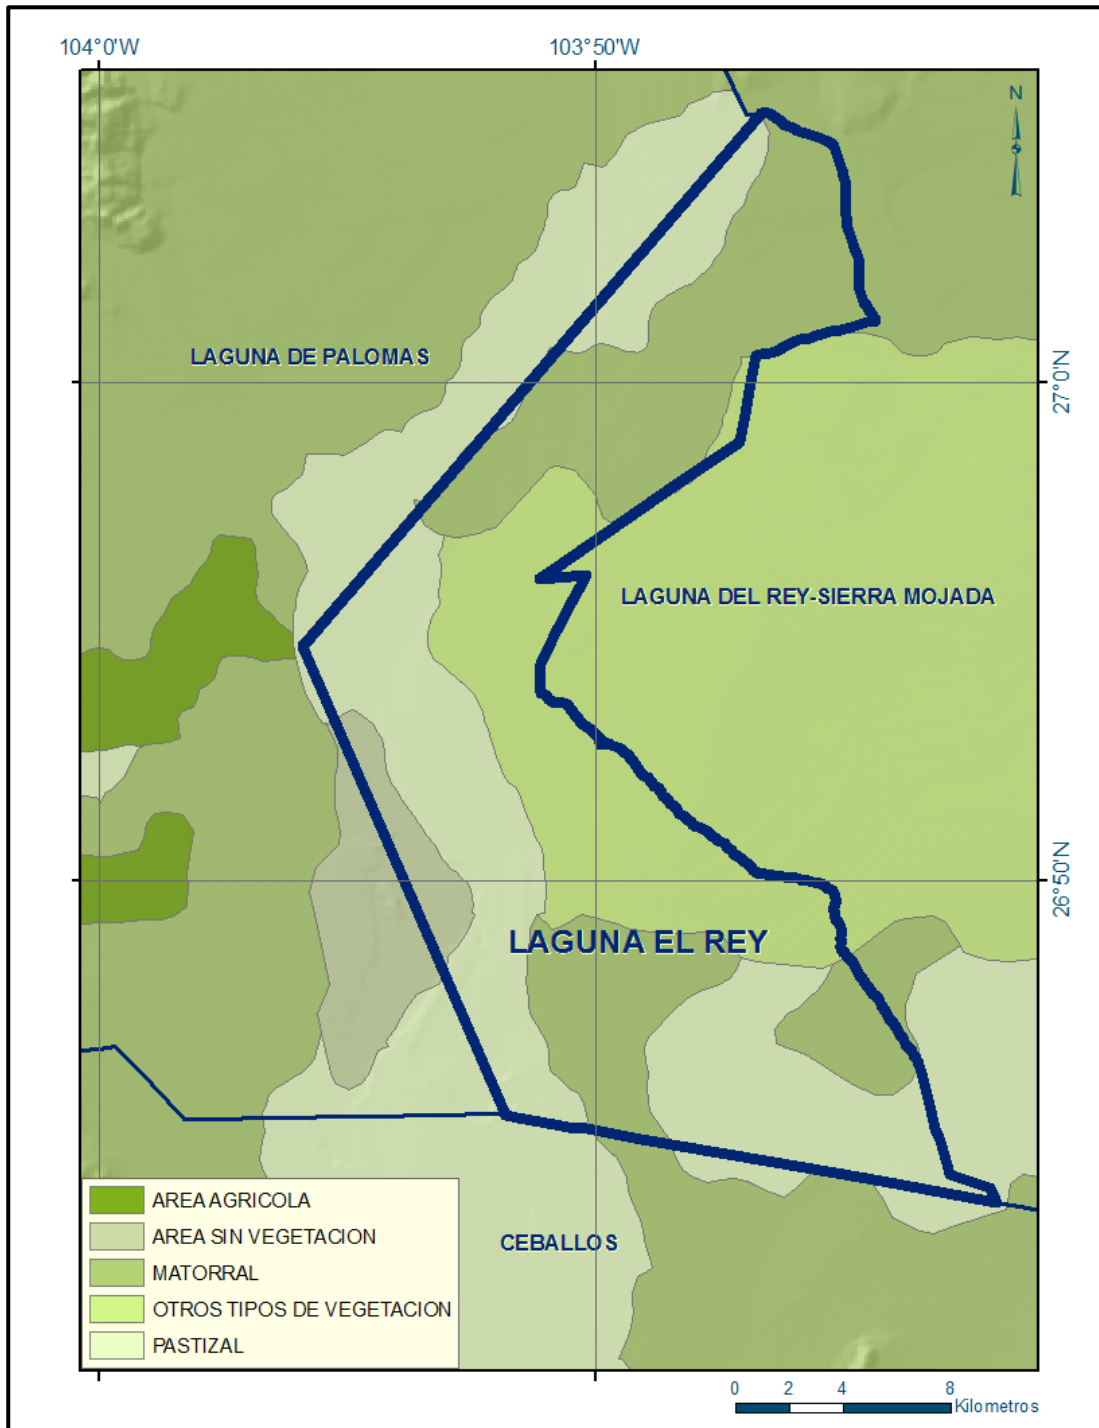 104°0'W 103°50'W
N
LAGUNA DE PALOMAS
27°0'N
LAGUNA DEL REY-SIERRA MOJADA
26°50'N
LAGUNA EL REY
CEBALLOS
AREA AGRICOLA
AREA SIN VEGETACION
MATORRAL
OTROS TIPOS DE VEGETACION
PASTIZAL
0 2 4 8
Kilometros